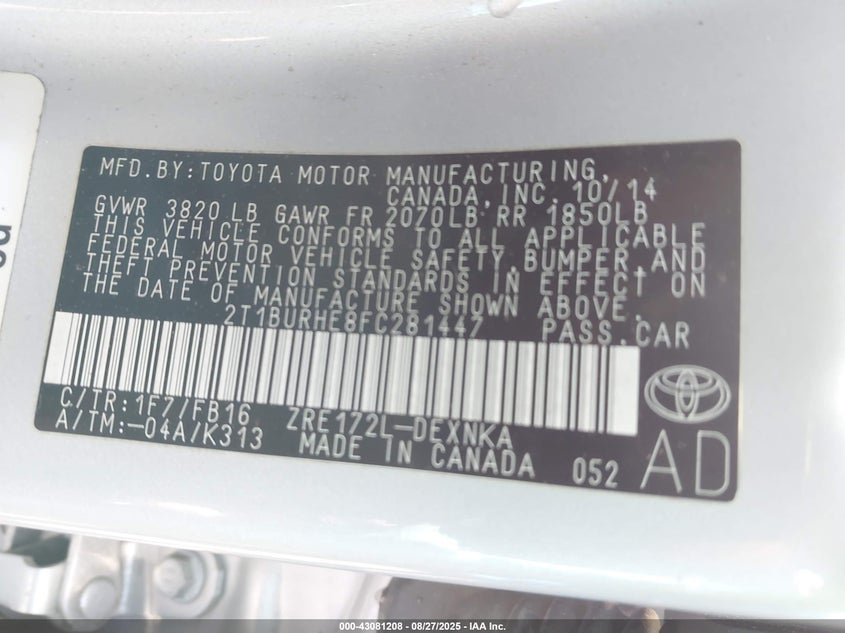 MFD.BY:TOYOTA MOTOR MANUFACTURING,
CANADA,INC. 10/14
GVWR 3820 LB GAWR FR 2070LB RR 1850LB
THIS VEHICLE CONFORMS TO ALL APPLICABLE
FEDERAL MOTOR VEHICLE SAFETY,BUMPER,AND
THEFT PREVENTION STANDARDS IN EFFECT ON
THE DATE OF MANUFACTURE SHOWN ABOVE.
2T1BURHE8FC281447 PASS.CAR
C/TR:1F7/FB16 ZRE172L-DEXNKA
A/TM:-04A/K313 MADE IN CANADA 052 AD
000-43081208 | 08/27/2025 | IAA Inc.